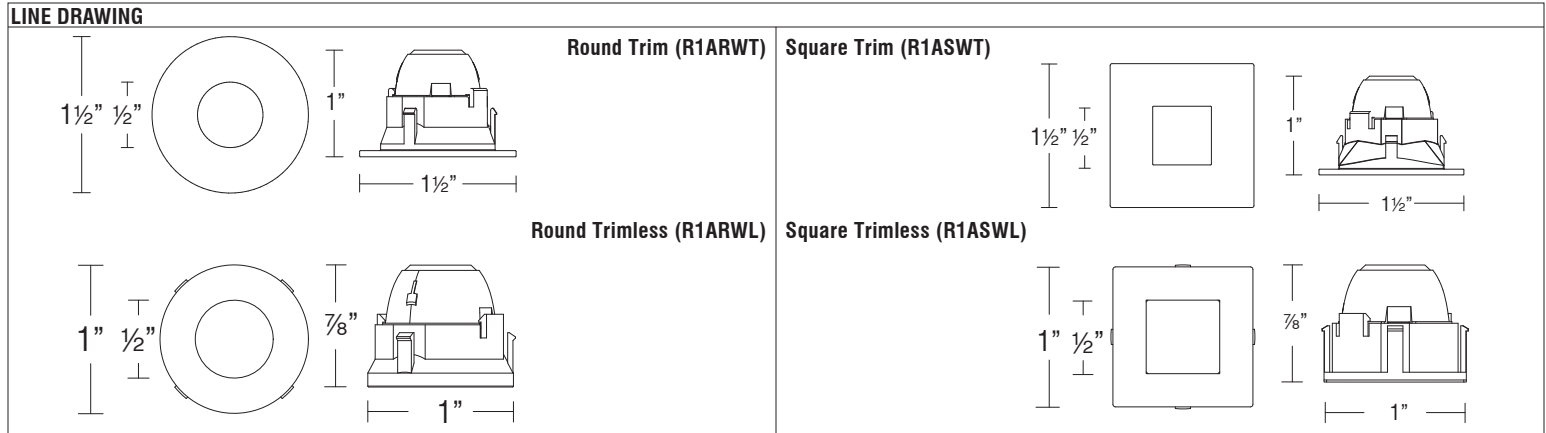 LINE DRAWING
Round Trim (R1ARWT)
1½” ½” 1”
1½”
Square Trim (R1ASWT)
1½” ½” 1”
1½”
Round Trimless (R1ARWL)
1” ½” ⅞”
1”
Square Trimless (R1ASWL)
1” ½” ⅞”
1”